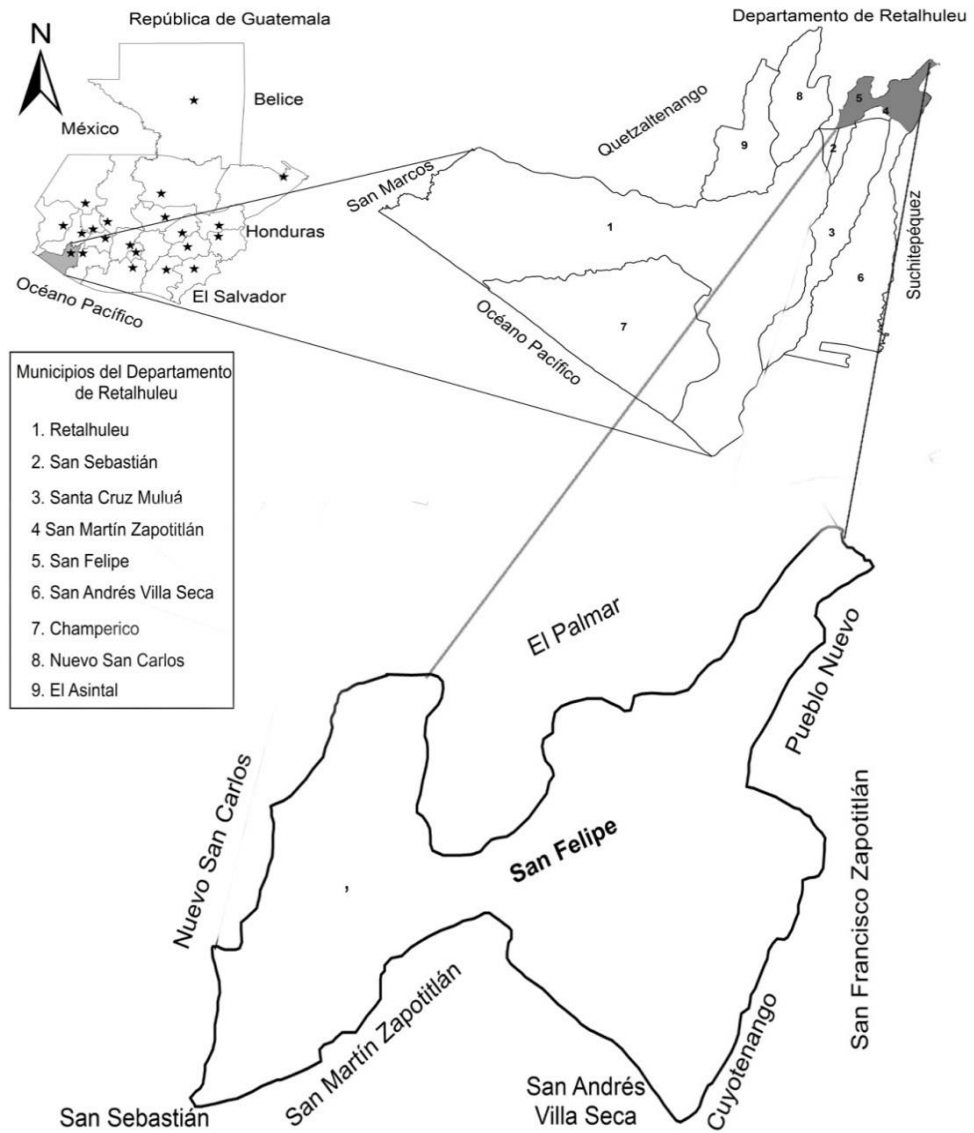 República de Guatemala
Departamento de Retalhuleu
N
México
Belice
Honduras
El Salvador
Océano Pacífico
San Marcos
Quetzaltenango
Suchitepéquez
Océano Pacífico
1
2
3
4
5
6
7
8
9
Municipios del Departamento
de Retalhuleu
1. Retalhuleu
2. San Sebastián
3. Santa Cruz Muluá
4 San Martín Zapotitlán
5. San Felipe
6. San Andrés Villa Seca
7. Champerico
8. Nuevo San Carlos
9. El Asintal
El Palmar
Pueblo Nuevo
Nuevo San Carlos
San Felipe
,
San Francisco Zapotitlán
San Martín Zapotitlán
Cuyotenango
San Andrés
Villa Seca
San Sebastián